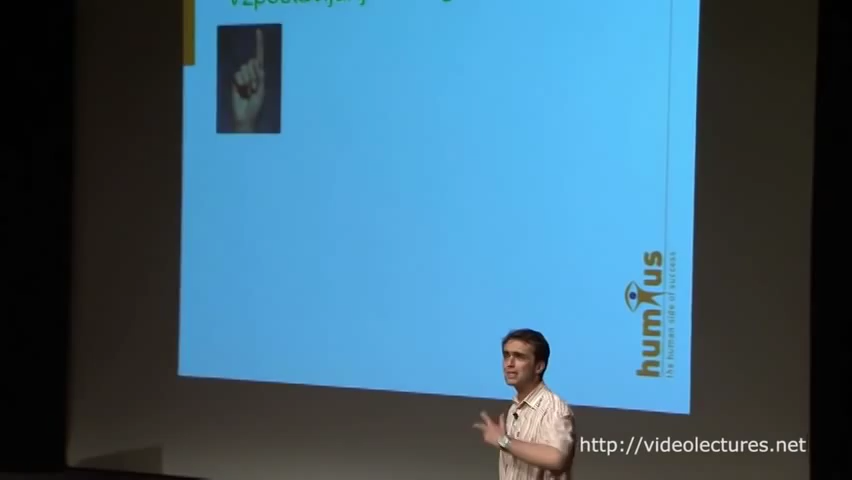 humus
the human side of success
http://videolectures.net